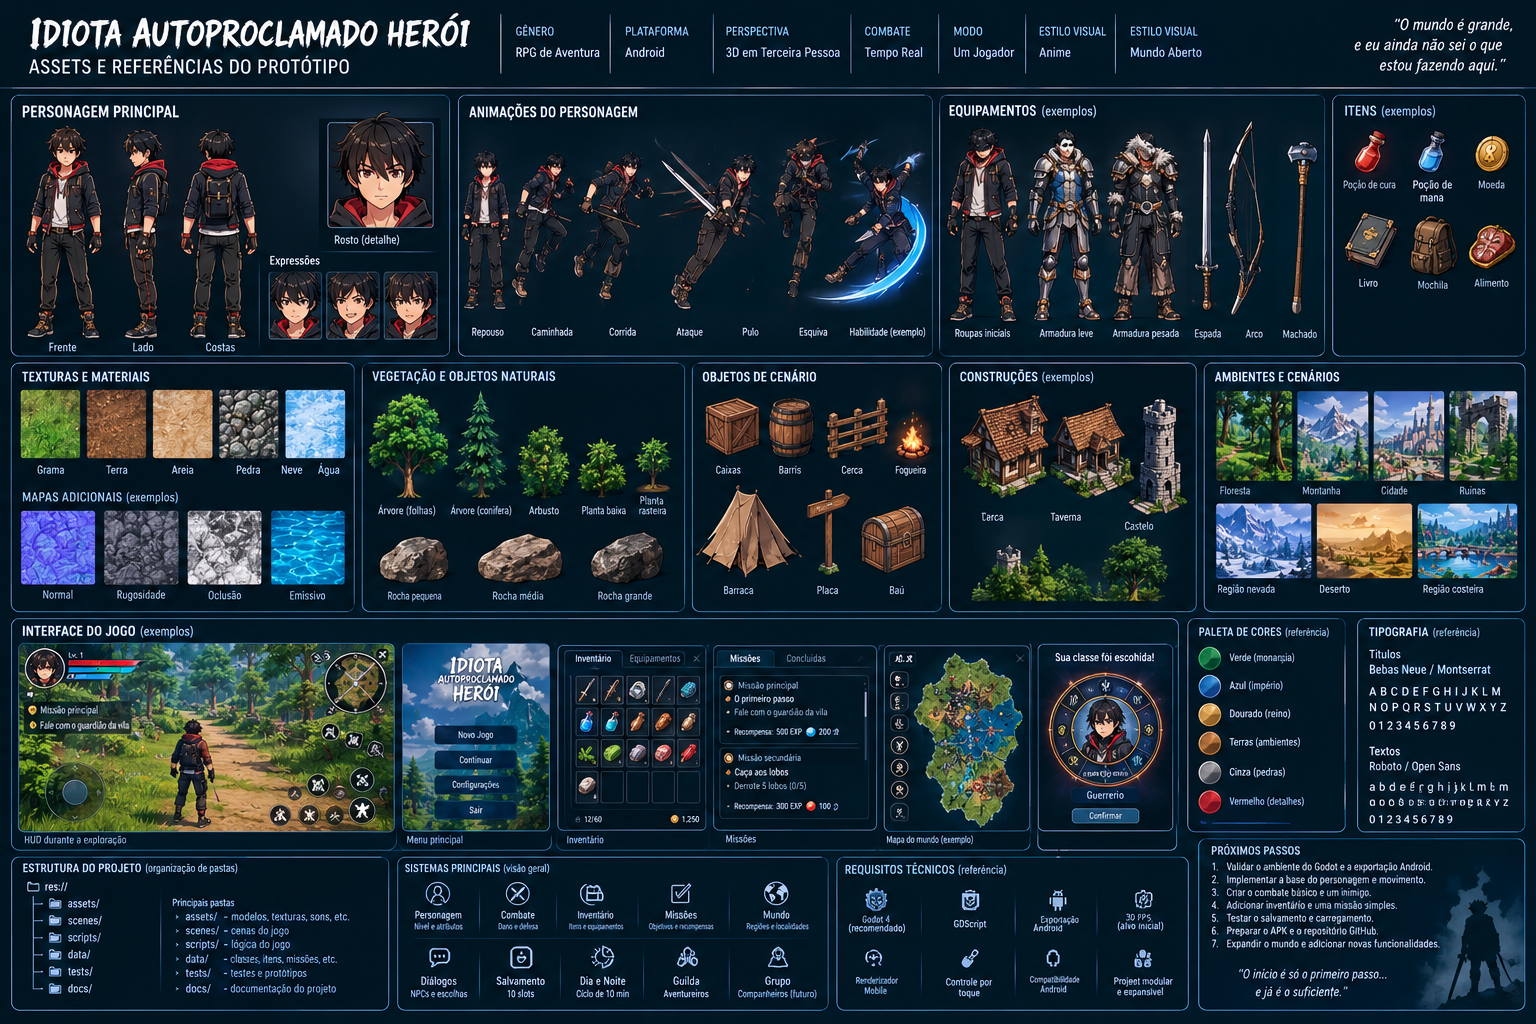 IDIOTA AUTOPROCLAMADO HERÓI
ASSETS E REFERÊNCIAS DO PROTÓTIPO
GÊNERO
RPG de Aventura
PLATAFORMA
Android
PERSPECTIVA
3D em Terceira Pessoa
COMBATE
Tempo Real
MODO
Um Jogador
ESTILO VISUAL
Anime
ESTILO VISUAL
Mundo Aberto
"O mundo é grande,
e eu ainda não sei o que
estou fazendo aqui."
PERSONAGEM PRINCIPAL
Rosto (detalhe)
Expressões
Frente
Lado
Costas
ANIMAÇÕES DO PERSONAGEM
Repouso
Caminhada
Corrida
Ataque
Pulo
Esquiva
Habilidade (exemplo)
EQUIPAMENTOS (exemplos)
Roupas iniciais
Armadura leve
Armadura pesada
Espada
Arco
Machado
ITENS (exemplos)
Poção de cura
Poção de
mana
Moeda
Livro
Mochila
Alimento
TEXTURAS E MATERIAIS
Grama
Terra
Areia
Pedra
Neve
Água
MAPAS ADICIONAIS (exemplos)
Normal
Rugosidade
Oclusão
Emissivo
VEGETAÇÃO E OBJETOS NATURAIS
Árvore (folhas)
Árvore (conífera)
Arbusto
Planta baixa
Planta
rasteira
Rocha pequena
Rocha média
Rocha grande
OBJETOS DE CENÁRIO
Caixas
Barris
Cerca
Fogueira
Barraca
Placa
Baú
CONSTRUÇÕES (exemplos)
Taverna
Castelo
AMBIENTES E CENÁRIOS
Floresta
Montanha
Cidade
Ruínas
Região nevada
Deserto
Região costeira
INTERFACE DO JOGO (exemplos)
Lv. 1
Missão principal
Fale com o guardião da vila
HUD durante a exploração
IDIOTA
AUTOPROCLAMADO
HERÓI
Novo Jogo
Continuar
Configurações
Sair
Menu principal
Inventário
Equipamentos
12/60
1,250
Inventário
Missões
Concluídas
Missão principal
O primeiro passo
Fale com o guardião da vila
Recompensa: 500 EXP 200
Missão secundária
Caça aos lobos
Derrote 5 lobos (0/5)
Recompensa: 300 EXP 100
Missões
Mapa do mundo (exemplo)
Sua classe foi escohida!
Guerrerio
Confirmar
PALETA DE CORES (referência)
Azul (império)
Dourado (reino)
Terras (ambientes)
Cinza (pedras)
Vermelho (detalhes)
TIPOGRAFIA (referência)
Títulos
Bebas Neue / Montserrat
A B C D E F G H I J K L M
N O P Q R S T U V W X Y Z
0 1 2 3 4 5 6 7 8 9
Textos
Roboto / Open Sans
0 1 2 3 4 5 6 7 8 9
ESTRUTURA DO PROJETO (organização de pastas)
res://
assets/
scenes/
scripts/
data/
tests/
docs/
Principais pastas
› assets/ - modelos, texturas, sons, etc.
› scenes/ - cenas do jogo
› scripts/ - lógica do jogo
› data/ - classes, itens, missões, etc.
› tests/ - testes e protótipos
› docs/ - documentação do projeto
SISTEMAS PRINCIPAIS (visão geral)
Personagem
Nível e atributos
Combate
Dano e defesa
Inventário
Itens e equipamentos
Missões
Objetivos e recompensas
Mundo
Regiões e localidades
Diálogos
NPCs e escolhas
Salvamento
10 slots
Dia e Noite
Ciclo de 10 min
Guilda
Aventureiros
Grupo
Companheiros (futuro)
REQUISITOS TÉCNICOS (referência)
Godot 4
(recomendado)
GDScript
Exportação
Android
30 FPS
(alvo inicial)
Renderizador
Mobile
Controle por
toque
Compatibilidade
Android
Project modular
e expansível
PRÓXIMOS PASSOS
1. Validar o ambiente do Godot e a exportação Android.
2. Implementar a base do personagem e movimento.
3. Criar o combate básico e um inimigo.
4. Adicionar inventário e uma missão simples.
5. Testar o salvamento e carregamento.
6. Preparar o APK e o repositório GitHub.
7. Expandir o mundo e adicionar novas funcionalidades.
"O início é só o primeiro passo...
e já é o suficiente."